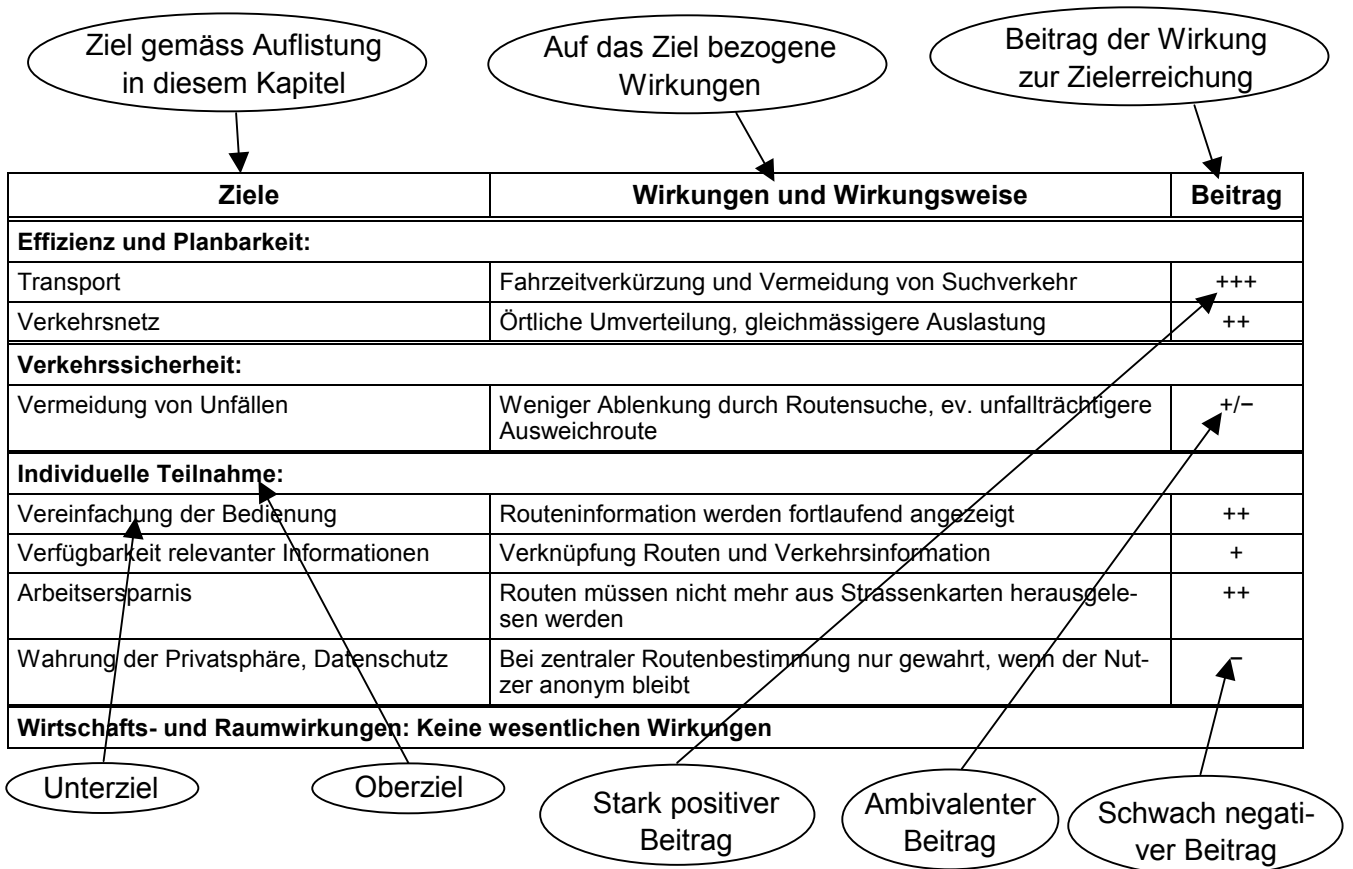 Ziel gemäss Auflistung
in diesem Kapitel
Auf das Ziel bezogene
Wirkungen
Beitrag der Wirkung
zur Zielerreichung
Ziele Wirkungen und Wirkungsweise Beitrag
Effizienz und Planbarkeit:
Transport Fahrzeitverkürzung und Vermeidung von Suchverkehr +++
Verkehrsnetz Örtliche Umverteilung, gleichmässigere Auslastung ++
Verkehrssicherheit:
Vermeidung von Unfällen Weniger Ablenkung durch Routensuche, ev. unfallträchtigere +/−
Ausweichroute
Individuelle Teilnahme:
Vereinfachung der Bedienung Routeninformation werden fortlaufend angezeigt ++
Verfügbarkeit relevanter Informationen Verknüpfung Routen und Verkehrsinformation +
Arbeitsersparnis Routen müssen nicht mehr aus Strassenkarten herausgele- ++
sen werden
Wahrung der Privatsphäre, Datenschutz Bei zentraler Routenbestimmung nur gewahrt, wenn der Nut- −
zer anonym bleibt
Wirtschafts- und Raumwirkungen: Keine wesentlichen Wirkungen
Unterziel
Oberziel
Stark positiver
Beitrag
Ambivalenter
Beitrag
Schwach negati-
ver Beitrag